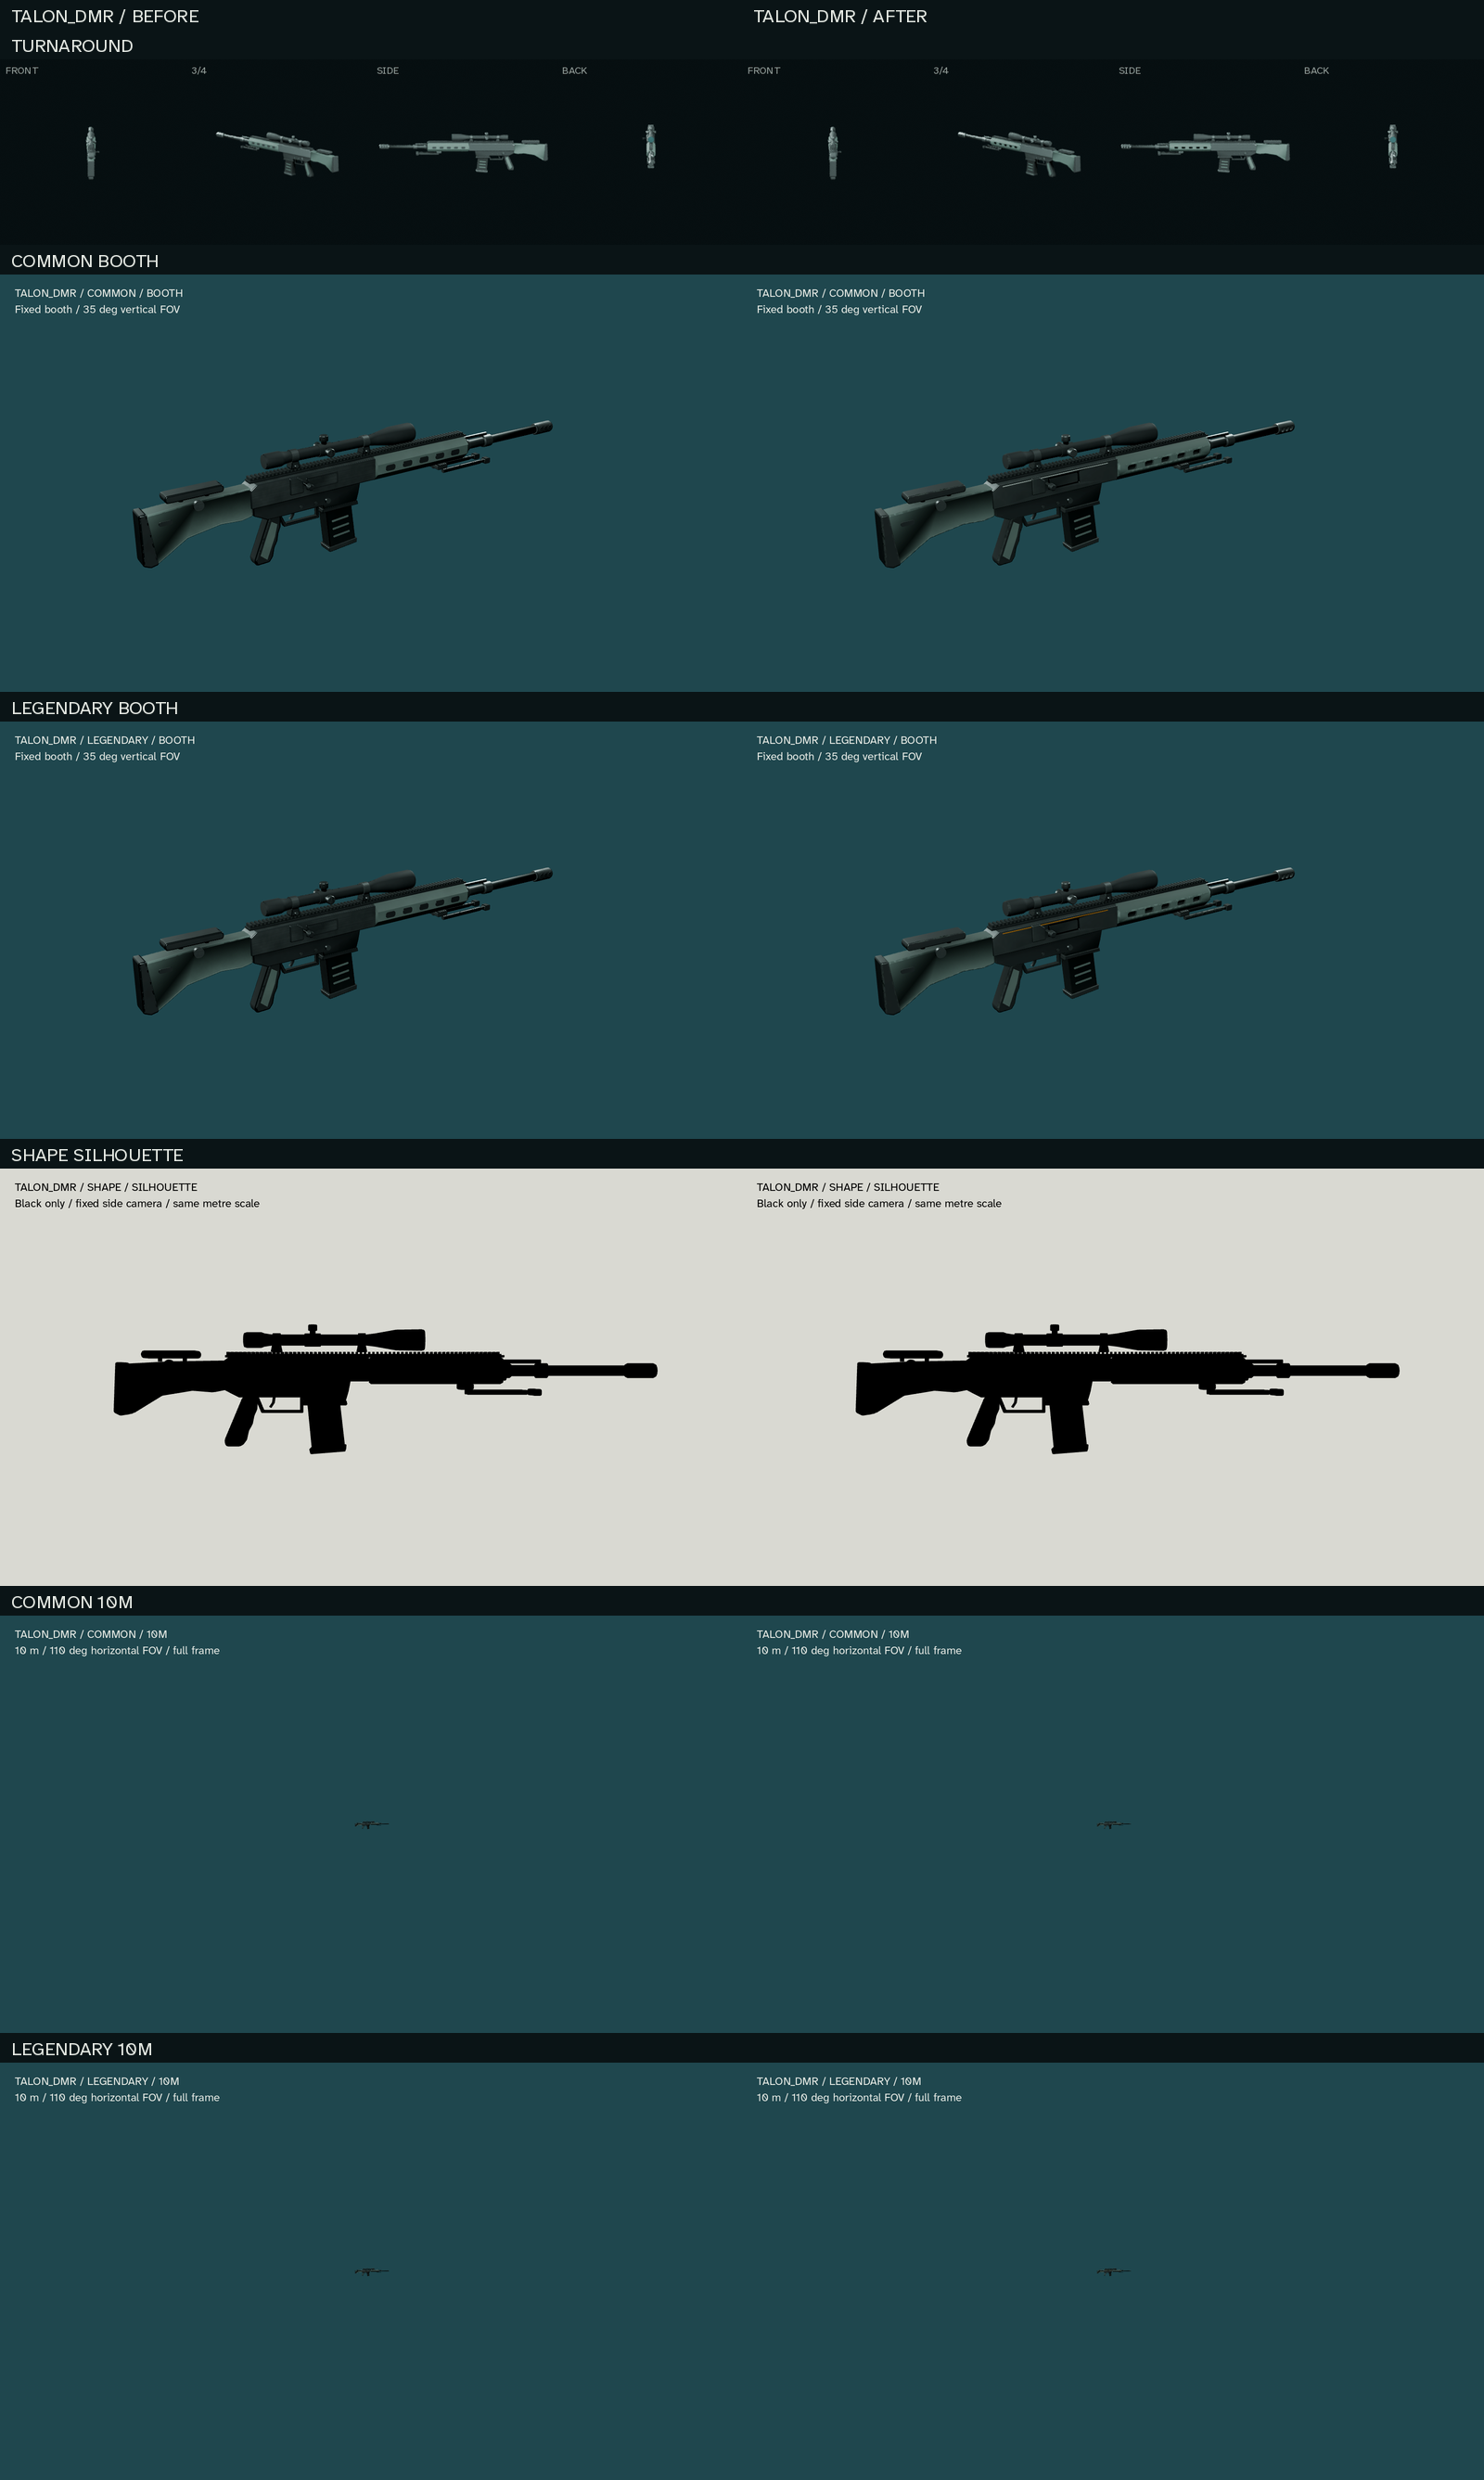 TALON_DMR / BEFORE
TALON_DMR / AFTER
TURNAROUND
FRONT
3/4
SIDE
BACK
FRONT
3/4
SIDE
BACK
COMMON BOOTH
TALON_DMR / COMMON / BOOTH
Fixed booth / 35 deg vertical FOV
TALON_DMR / COMMON / BOOTH
Fixed booth / 35 deg vertical FOV
LEGENDARY BOOTH
TALON_DMR / LEGENDARY / BOOTH
Fixed booth / 35 deg vertical FOV
TALON_DMR / LEGENDARY / BOOTH
Fixed booth / 35 deg vertical FOV
SHAPE SILHOUETTE
TALON_DMR / SHAPE / SILHOUETTE
Black only / fixed side camera / same metre scale
TALON_DMR / SHAPE / SILHOUETTE
Black only / fixed side camera / same metre scale
COMMON 10M
TALON_DMR / COMMON / 10M
10 m / 110 deg horizontal FOV / full frame
TALON_DMR / COMMON / 10M
10 m / 110 deg horizontal FOV / full frame
LEGENDARY 10M
TALON_DMR / LEGENDARY / 10M
10 m / 110 deg horizontal FOV / full frame
TALON_DMR / LEGENDARY / 10M
10 m / 110 deg horizontal FOV / full frame